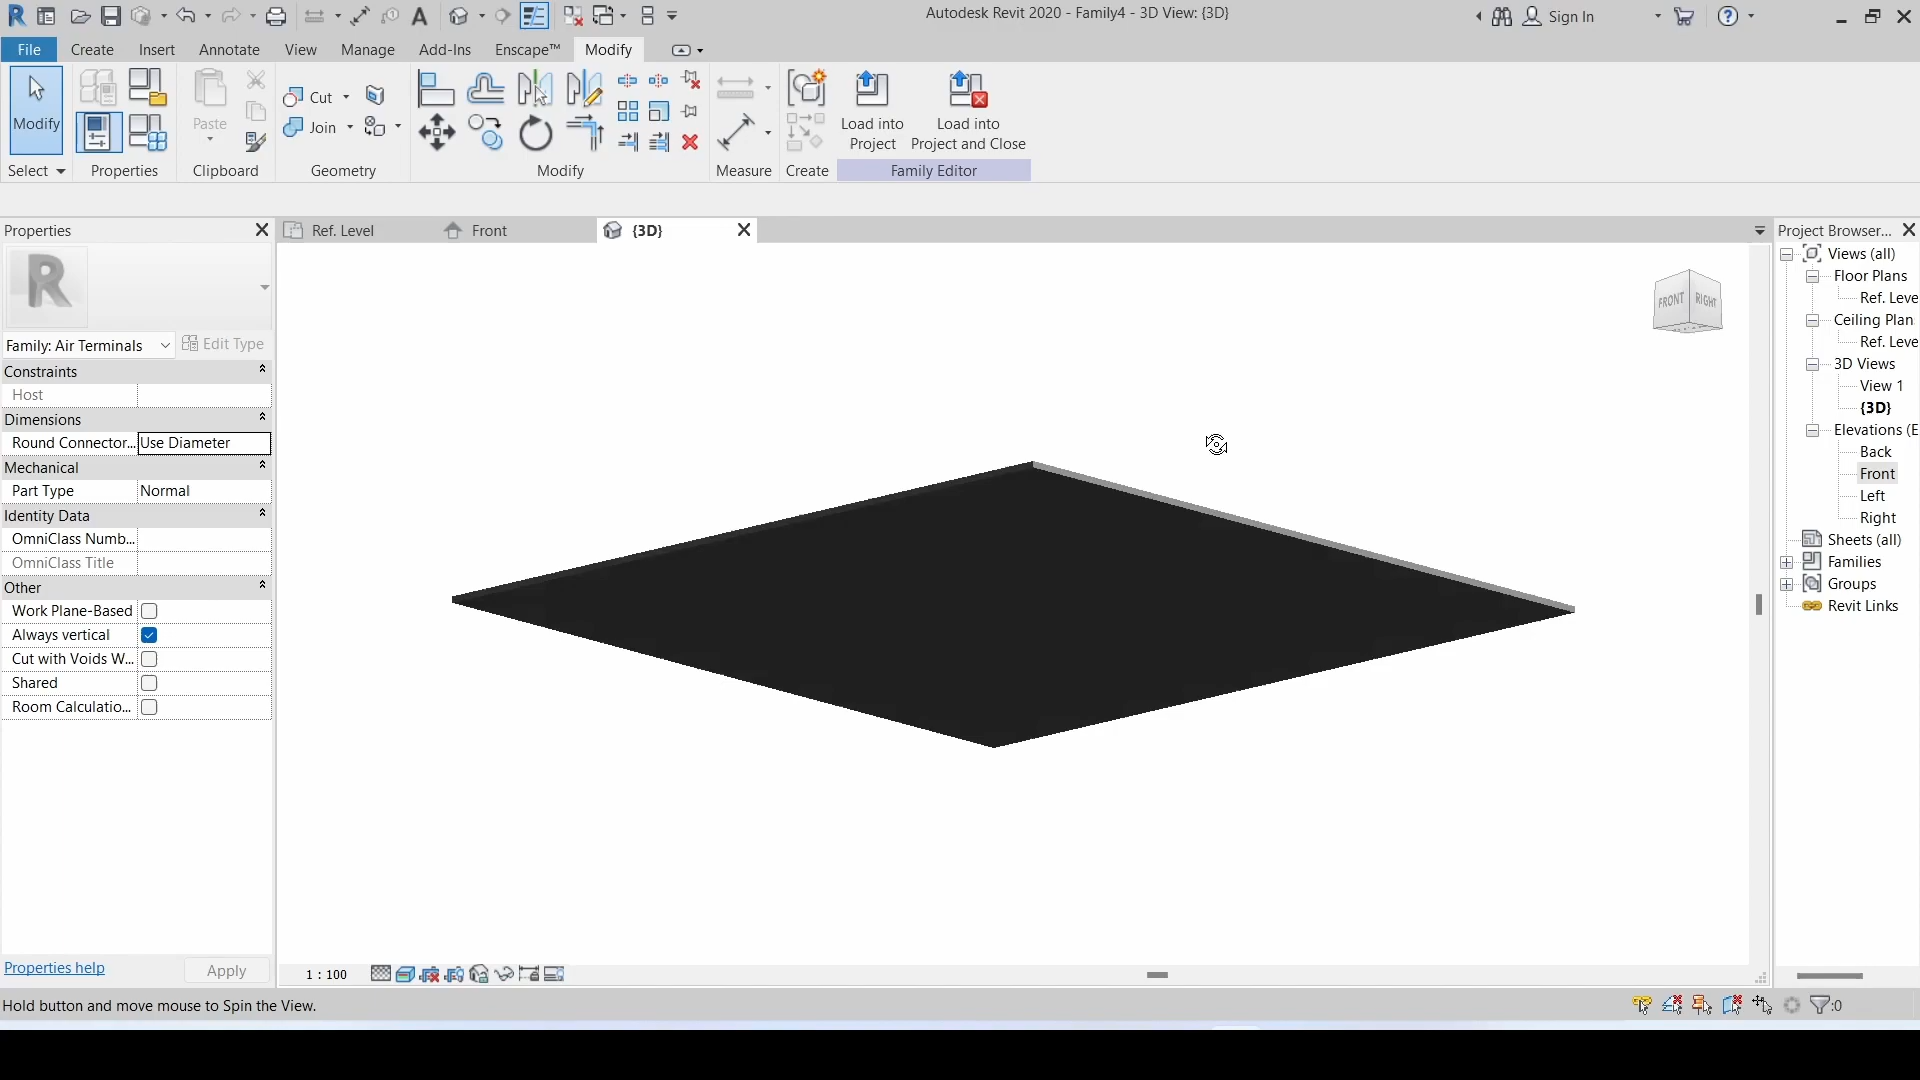 Autodesk Revit 2020 - Family4 - 3D View: {3D}
Sign In
File
Create
Insert
Annotate
View
Manage
Add-Ins
Enscape™
Modify
Modify
Paste
Cut
Join
Load into
Project
Load into
Project and Close
Select
Properties
Clipboard
Geometry
Modify
Measure
Create
Family Editor
Properties
Ref. Level
Front
{3D}
Project Browser...
R
Family: Air Terminals
Edit Type
Constraints
Host
Dimensions
Round Connector... Use Diameter
Mechanical
Part Type Normal
Identity Data
OmniClass Numb...
OmniClass Title
Other
Work Plane-Based
Always vertical
Cut with Voids W...
Shared
Room Calculatio...
Properties help
Apply
FRONT
RIGHT
Views (all)
Floor Plans
Ref. Leve
Ceiling Plan
Ref. Leve
3D Views
View 1
{3D}
Elevations (E
Back
Front
Left
Right
Sheets (all)
Families
Groups
Revit Links
1 : 100
Hold button and move mouse to Spin the View.
:0